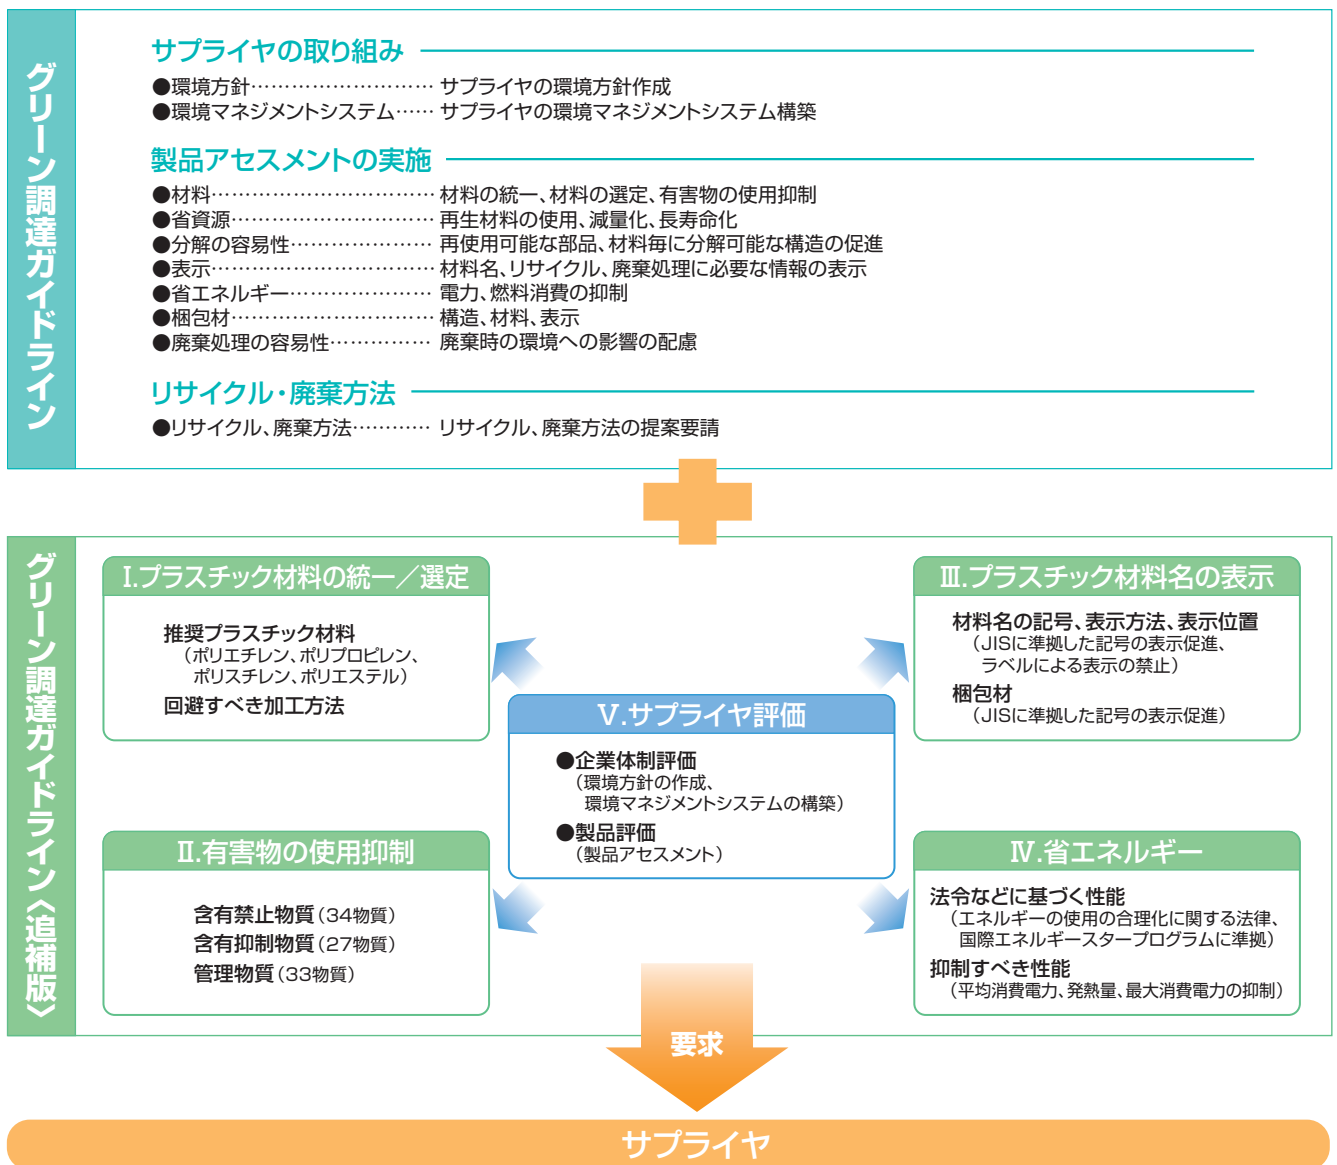 グリーン調達ガイドライン
サプライヤの取り組み
●環境方針……………………… サプライヤの環境方針作成
●環境マネジメントシステム…… サプライヤの環境マネジメントシステム構築
製品アセスメントの実施
●材料…………………………… 材料の統一、材料の選定、有害物の使用抑制
●省資源………………………… 再生材料の使用、減量化、長寿命化
●分解の容易性………………… 再使用可能な部品、材料毎に分解可能な構造の促進
●表示…………………………… 材料名、リサイクル、廃棄処理に必要な情報の表示
●省エネルギー………………… 電力、燃料消費の抑制
●梱包材………………………… 構造、材料、表示
●廃棄処理の容易性…………… 廃棄時の環境への影響の配慮
リサイクル・廃棄方法
●リサイクル、廃棄方法………… リサイクル、廃棄方法の提案要請
グリーン調達ガイドライン〈追補版〉
Ⅰ.プラスチック材料の統一／選定
推奨プラスチック材料
（ポリエチレン、ポリプロピレン、
ポリスチレン、ポリエステル）
回避すべき加工方法
Ⅲ.プラスチック材料名の表示
材料名の記号、表示方法、表示位置
（JISに準拠した記号の表示促進、
ラベルによる表示の禁止）
梱包材
（JISに準拠した記号の表示促進）
Ⅴ.サプライヤ評価
●企業体制評価
（環境方針の作成、
環境マネジメントシステムの構築）
●製品評価
（製品アセスメント）
Ⅱ.有害物の使用抑制
含有禁止物質（34物質）
含有抑制物質（27物質）
管理物質（33物質）
Ⅳ.省エネルギー
法令などに基づく性能
（エネルギーの使用の合理化に関する法律、
国際エネルギースタープログラムに準拠）
抑制すべき性能
（平均消費電力、発熱量、最大消費電力の抑制）
要求
サプライヤ